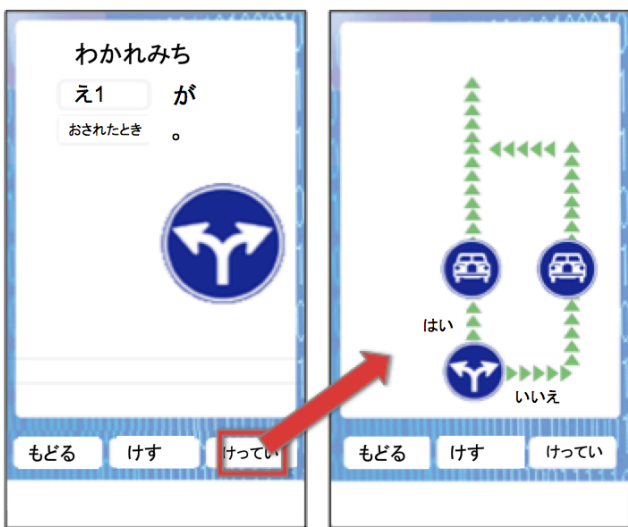 わかれみち
え1 が
おされたとき 。
もどる けす けってい
はい
いいえ
もどる けす けってい